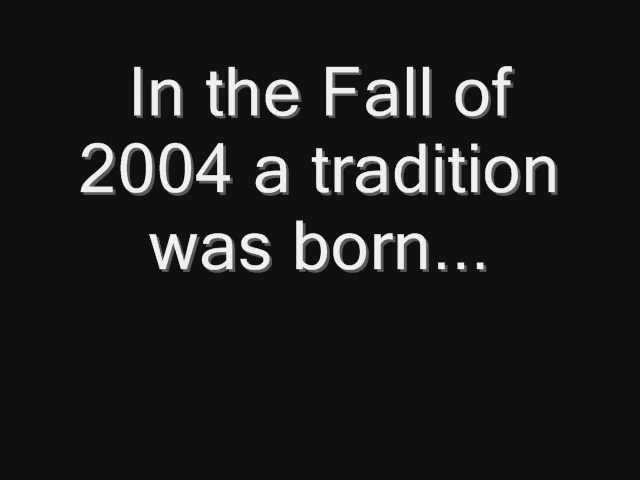 In the Fall of
2004 a tradition
was born...